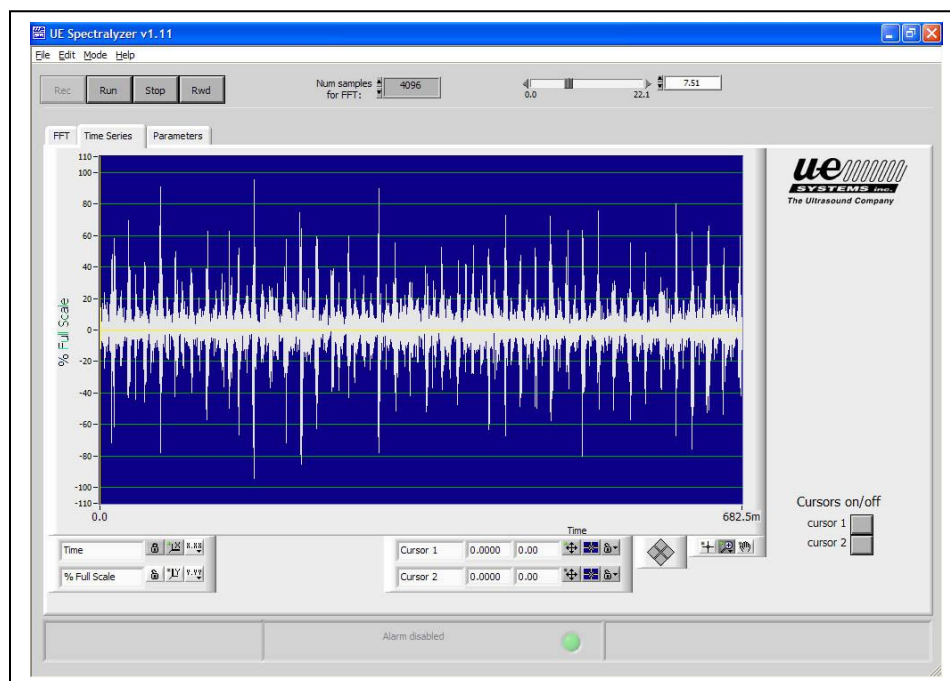 UE Spectralyzer v1.11
File Edit Mode Help
Rec Run Stop Rwd
Num samples for FFT: 4096
0.0 22.1 7.51
FFT Time Series Parameters
110
100
80
60
40
20
0
-20
-40
-60
-80
-100
-110
% Full Scale
0.0 682.5m
Time
ue
SYSTEMS inc.
The Ultrasound Company
Cursors on/off
cursor 1
cursor 2
Time X X.XX
% Full Scale Y Y.YY
Cursor 1 0.0000 0.00
Cursor 2 0.0000 0.00
Alarm disabled